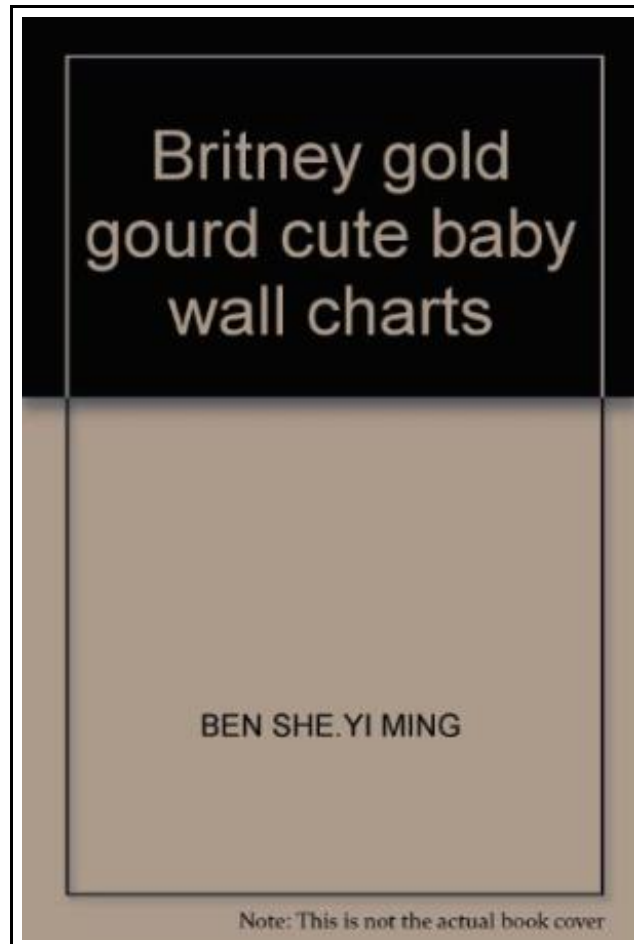 Britney gold
gourd cute baby
wall charts
BEN SHE.YI MING
Note: This is not the actual book cover